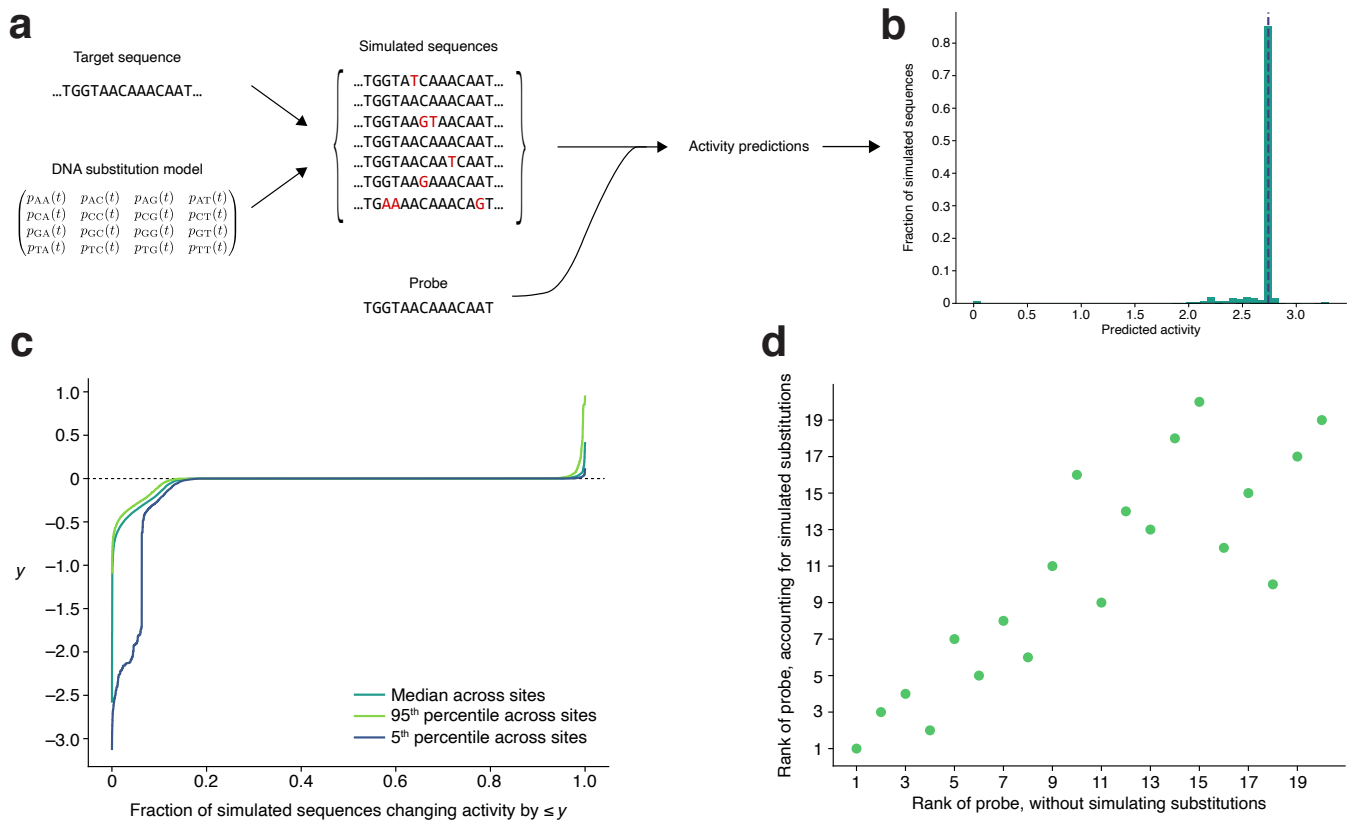 a
Target sequence
...TGGTAACAAACAAT...
DNA substitution model
pAA(t) pAC(t) pAG(t) pAT(t)
pCA(t) pCC(t) pCG(t) pCT(t)
pGA(t) pGC(t) pGG(t) pGT(t)
pTA(t) pTC(t) pTG(t) pTT(t)
Simulated sequences
...TGGTATCAAACAAT...
...TGGTAACAAACAAT...
...TGGTAAGTAACAAT...
...TGGTAACAAACAAT...
...TGGTAACAATCAAT...
...TGGTAAGAAACAAT...
...TGAAAACAAACAGT...
Probe
TGGTAACAAACAAT
Activity predictions
b
Fraction of simulated sequences
0.8
0.7
0.6
0.5
0.4
0.3
0.2
0.1
0
0 0.5 1.0 1.5 2.0 2.5 3.0
Predicted activity
c
y
1.0
0.5
0
−0.5
−1.0
−1.5
−2.0
−2.5
−3.0
Median across sites
95th percentile across sites
5th percentile across sites
0 0.2 0.4 0.6 0.8 1.0
Fraction of simulated sequences changing activity by ≤ y
d
Rank of probe, accounting for simulated substitutions
19
17
15
13
11
9
7
5
3
1
1 3 5 7 9 11 13 15 17 19
Rank of probe, without simulating substitutions